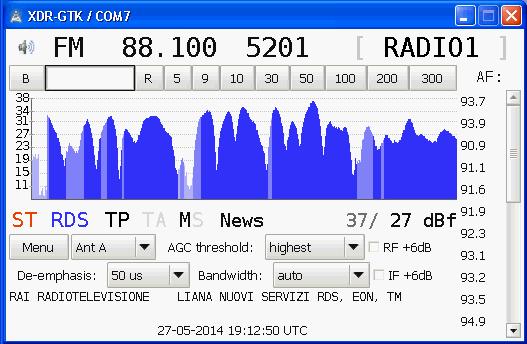 XDR-GTK / COM7
FM 88.100 5201 [ RADIO1 ]
B R 5 9 10 30 50 100 200 300 AF:
38
34
31
27
23
19
15
11
93.7
93.9
90.9
91.1
91.6
91.9
92.3
93.1
93.2
93.5
94.9
ST RDS TP TA MS News 37/ 27 dBf
Menu Ant A AGC threshold: highest RF +6dB
De-emphasis: 50 us Bandwidth: auto IF +6dB
RAI RADIOTELEVISIONE LIANA NUOVI SERVIZI RDS, EON, TM
27-05-2014 19:12:50 UTC